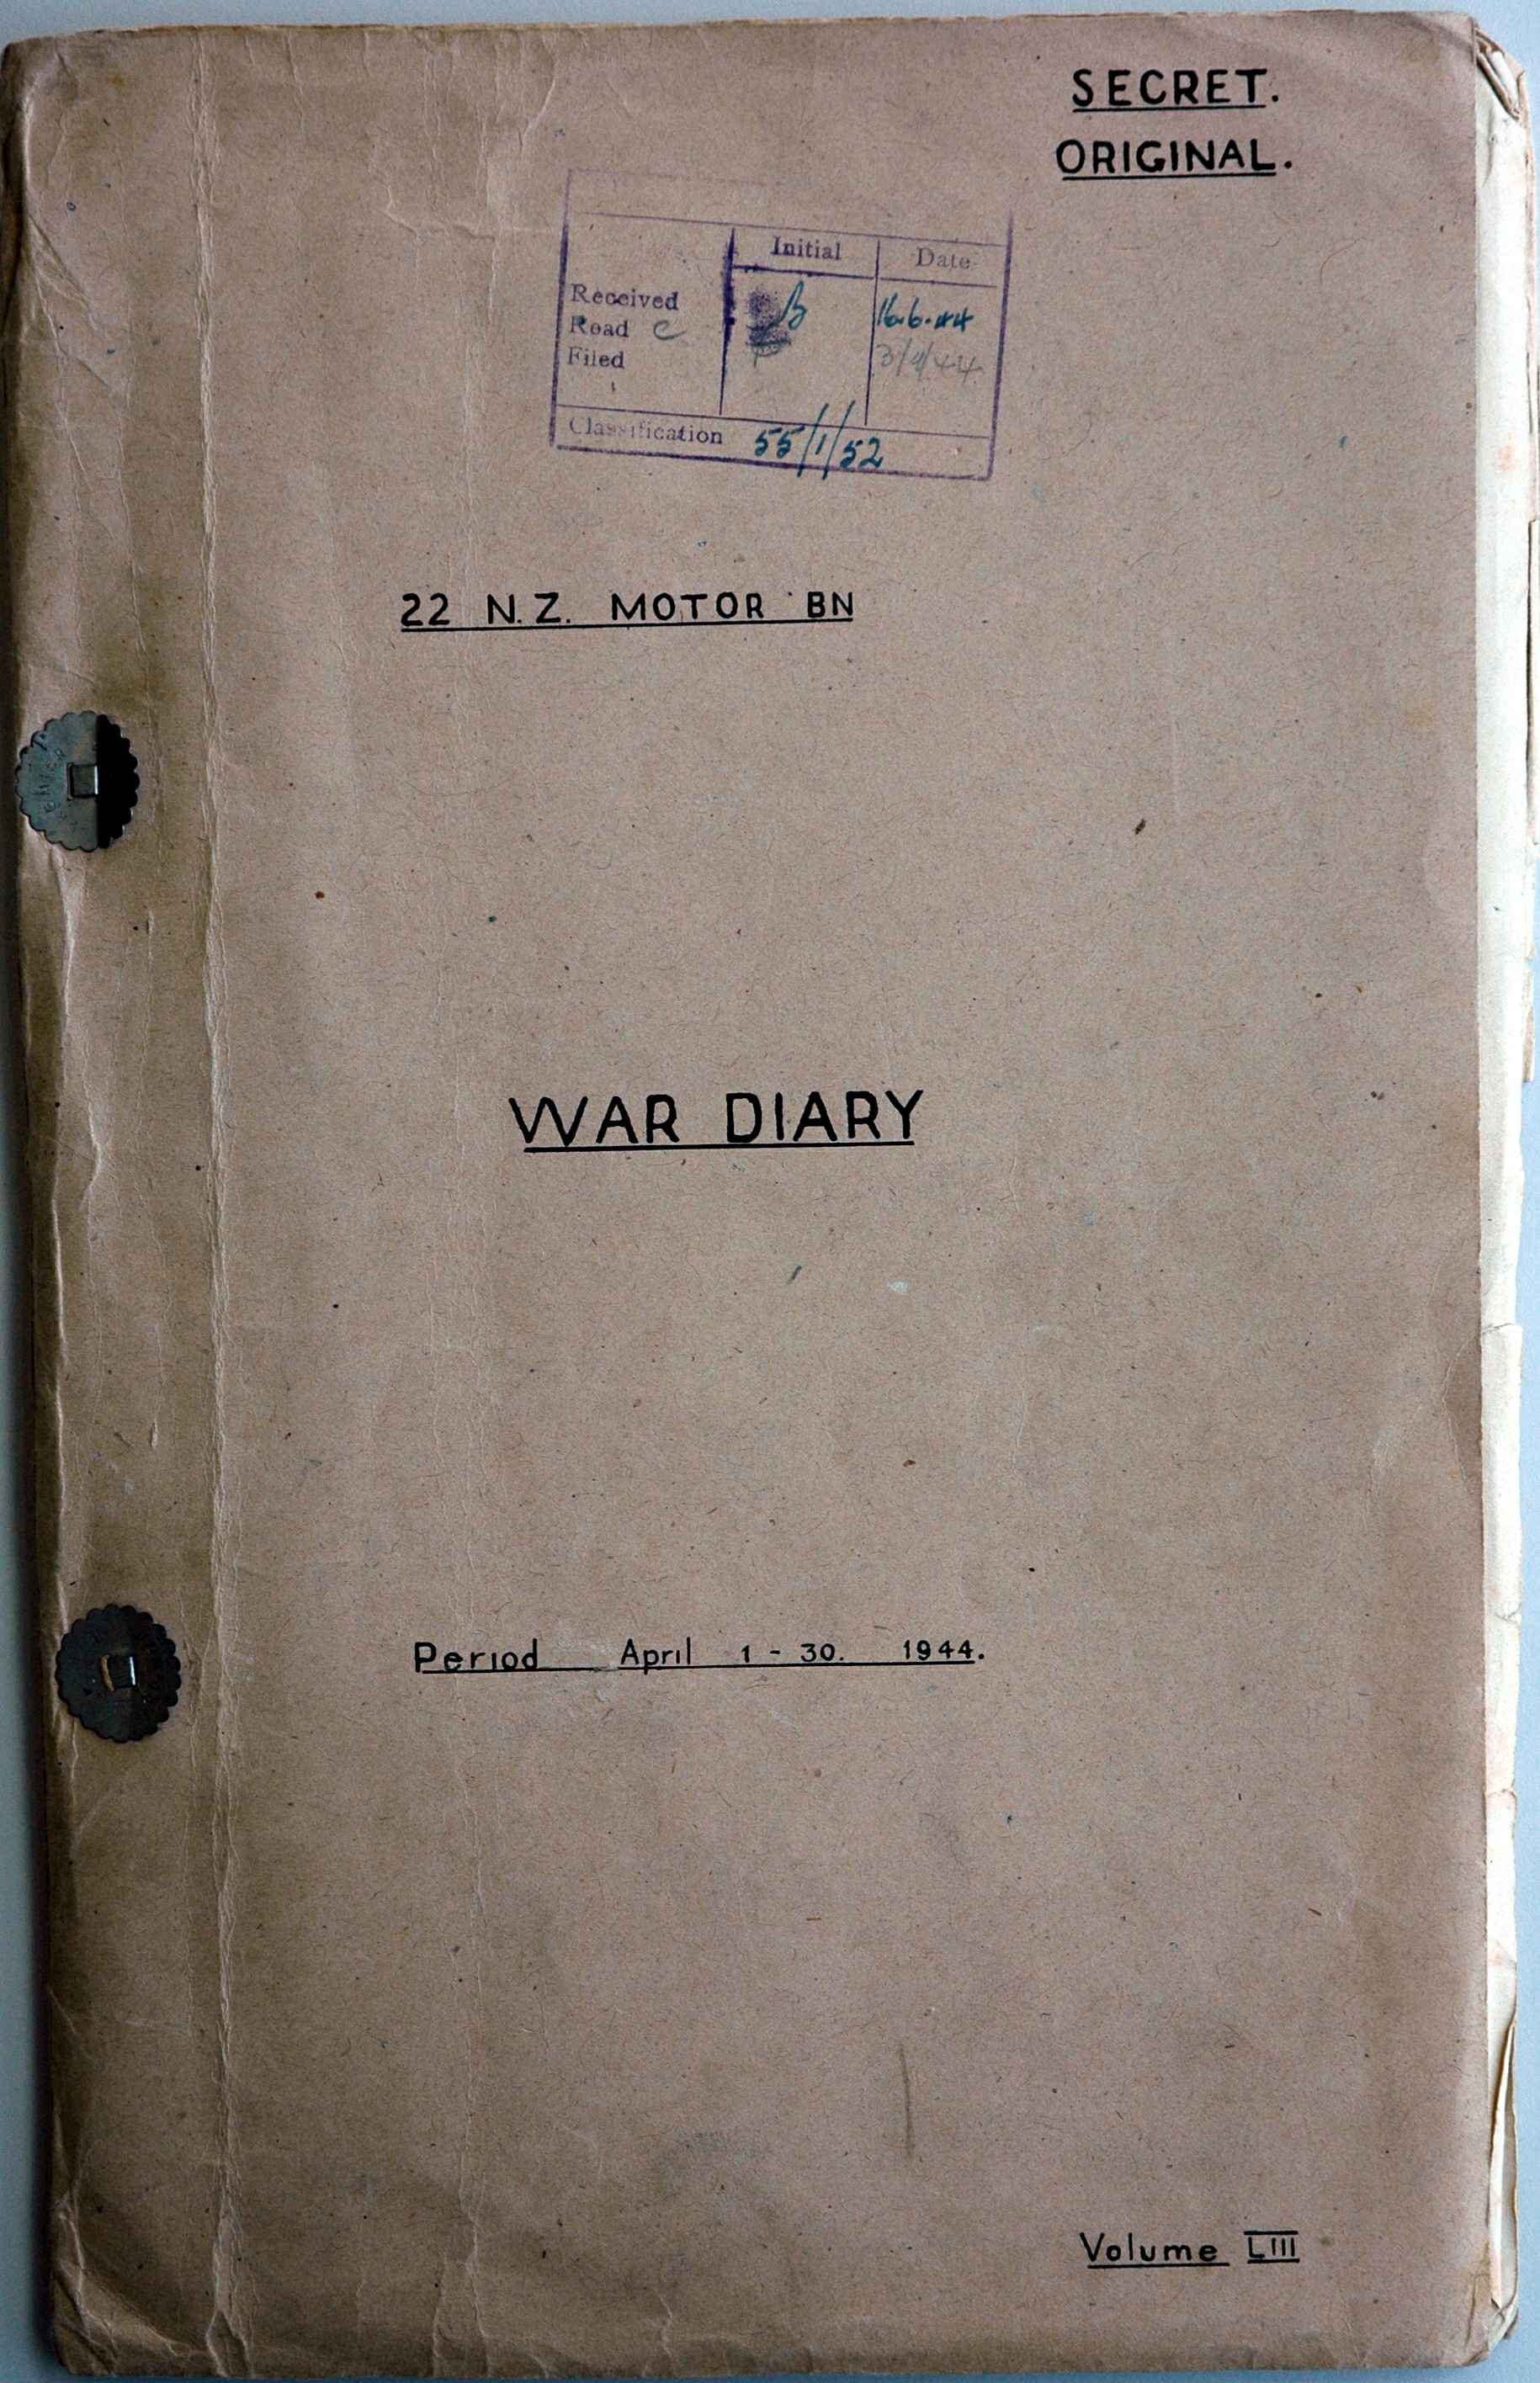 SECRET.
ORIGINAL.
Initial Date
Received 16.6.44
Read
Filed
Classification 55/1/52
22 N.Z. MOTOR BN
WAR DIARY
Period April 1 - 30. 1944.
Volume LIII